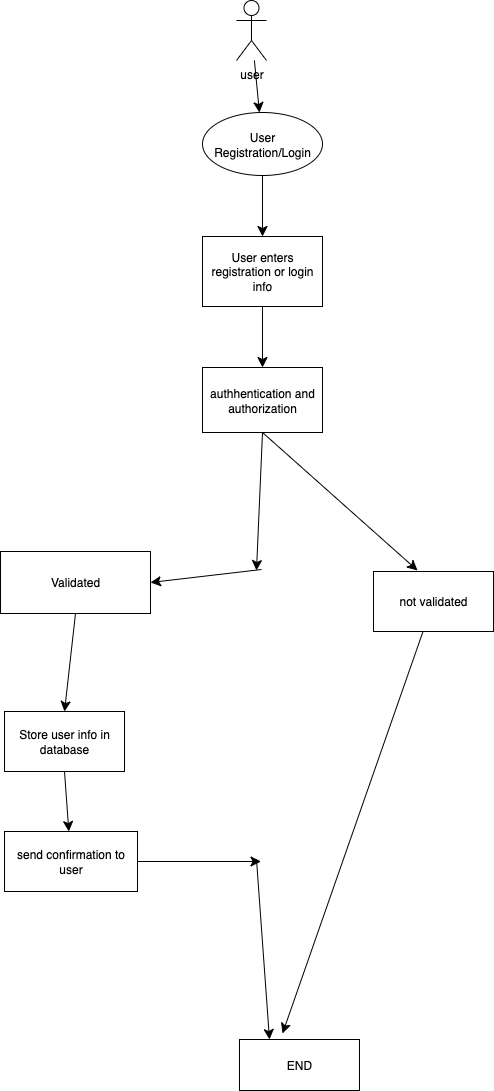 user
User
Registration/Login
User enters
registration or login
info
authhentication and
authorization
Validated
not validated
Store user info in
database
send confirmation to
user
END